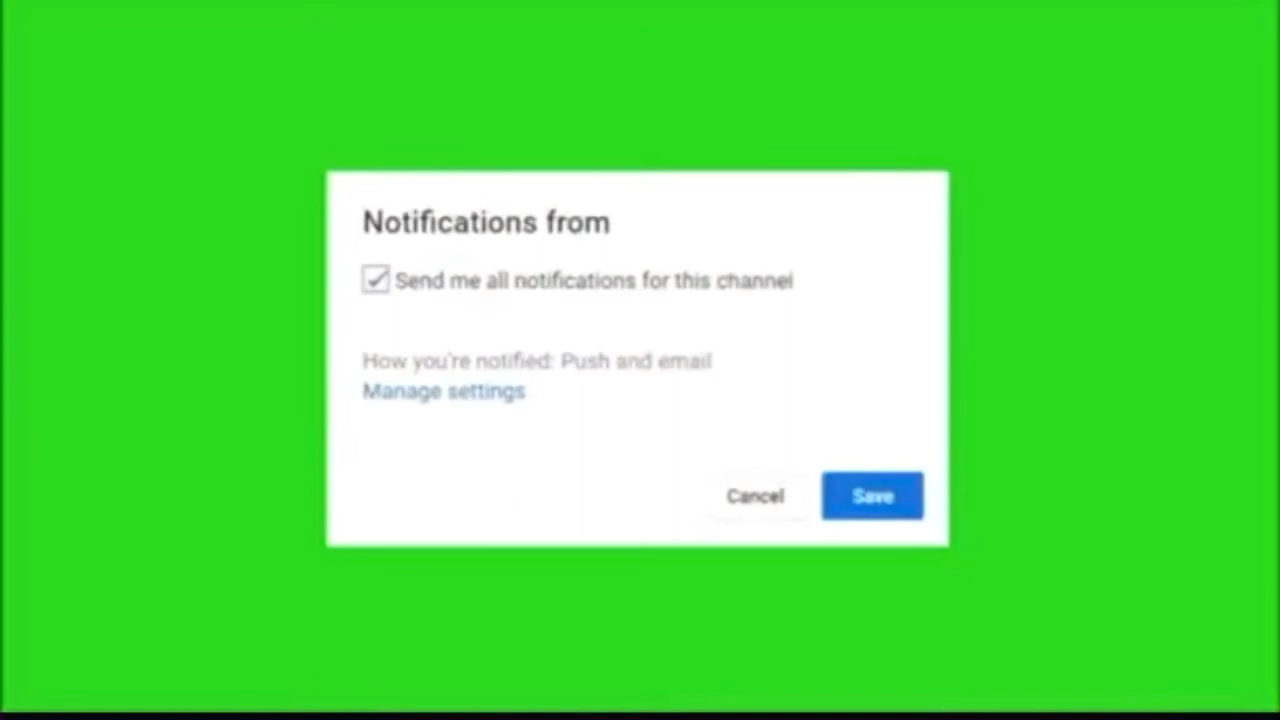 Notifications from
Send me all notifications for this channel
How you're notified: Push and email
Manage settings
Cancel Save